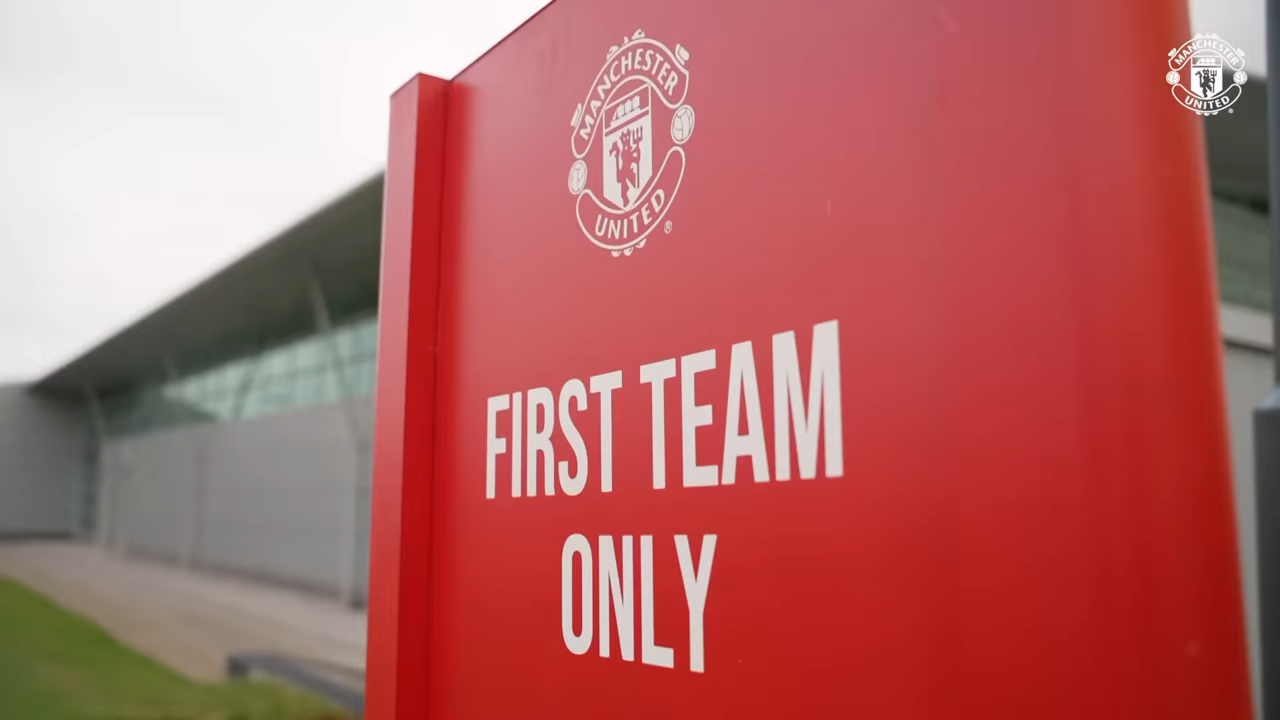 MANCHESTER
UNITED
®
FIRST TEAM
ONLY
MANCHESTER
UNITED
®